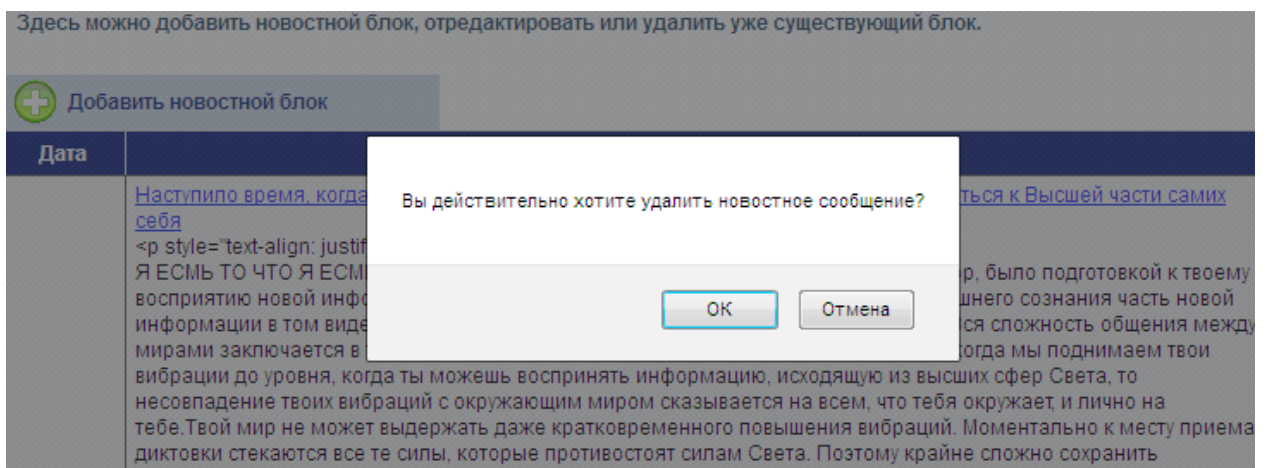 Здесь можно добавить новостной блок, отредактировать или удалить уже существующий блок.
Добавить новостной блок
Дата
Вы действительно хотите удалить новостное сообщение?
ОК Отмена
Наступило время, когда ться к Высшей части самих
себя
<p style="text-align: justif
Я ЕСМЬ ТО ЧТО Я ЕСМ р, было подготовкой к твоему
восприятию новой инфо шнего сознания часть новой
информации в том виде ся сложность общения между
мирами заключается в когда мы поднимаем твои
вибрации до уровня, когда ты можешь воспринять информацию, исходящую из высших сфер Света, то
несовпадение твоих вибраций с окружающим миром сказывается на всем, что тебя окружает, и лично на
тебе.Твой мир не может выдержать даже кратковременного повышения вибраций. Моментально к месту приема
диктовки стекаются все те силы, которые противостоят силам Света. Поэтому крайне сложно сохранить